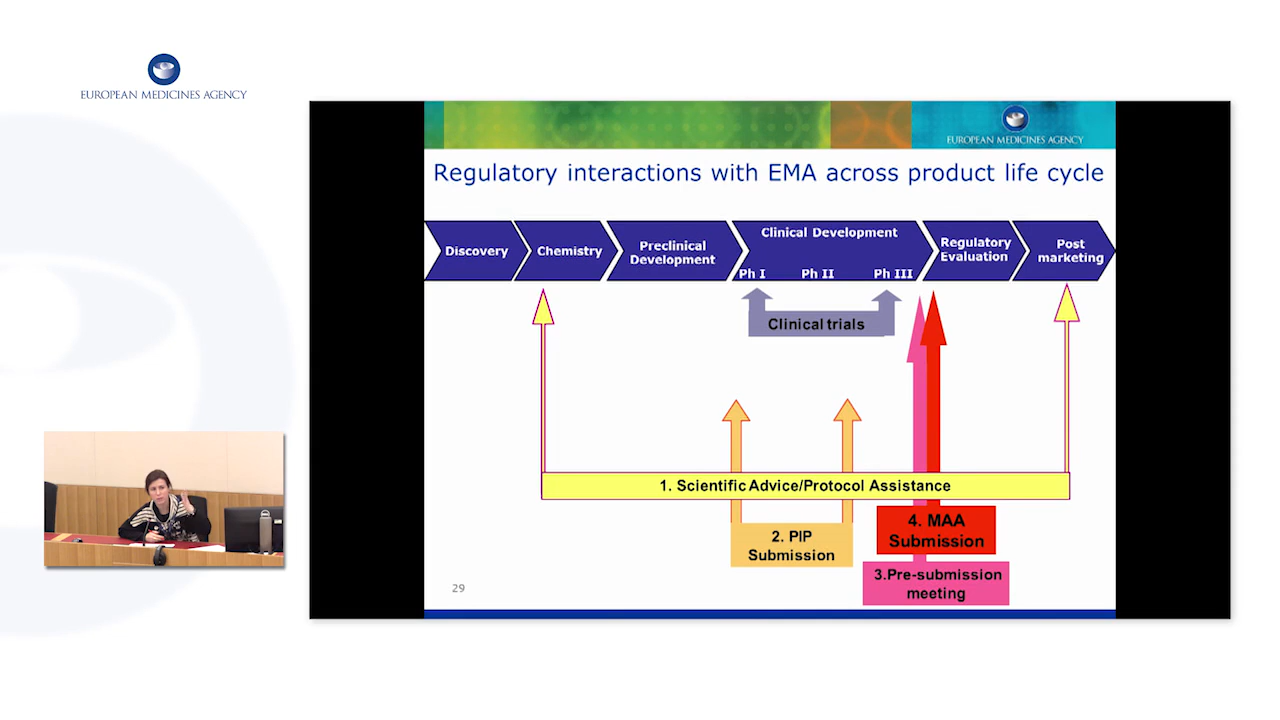 EUROPEAN MEDICINES AGENCY
EUROPEAN MEDICINES AGENCY
Regulatory interactions with EMA across product life cycle
Discovery
Chemistry
Preclinical
Development
Clinical Development
Ph I
Ph II
Ph III
Regulatory
Evaluation
Post
marketing
Clinical trials
1. Scientific Advice/Protocol Assistance
2. PIP
Submission
4. MAA
Submission
3.Pre-submission
meeting
29